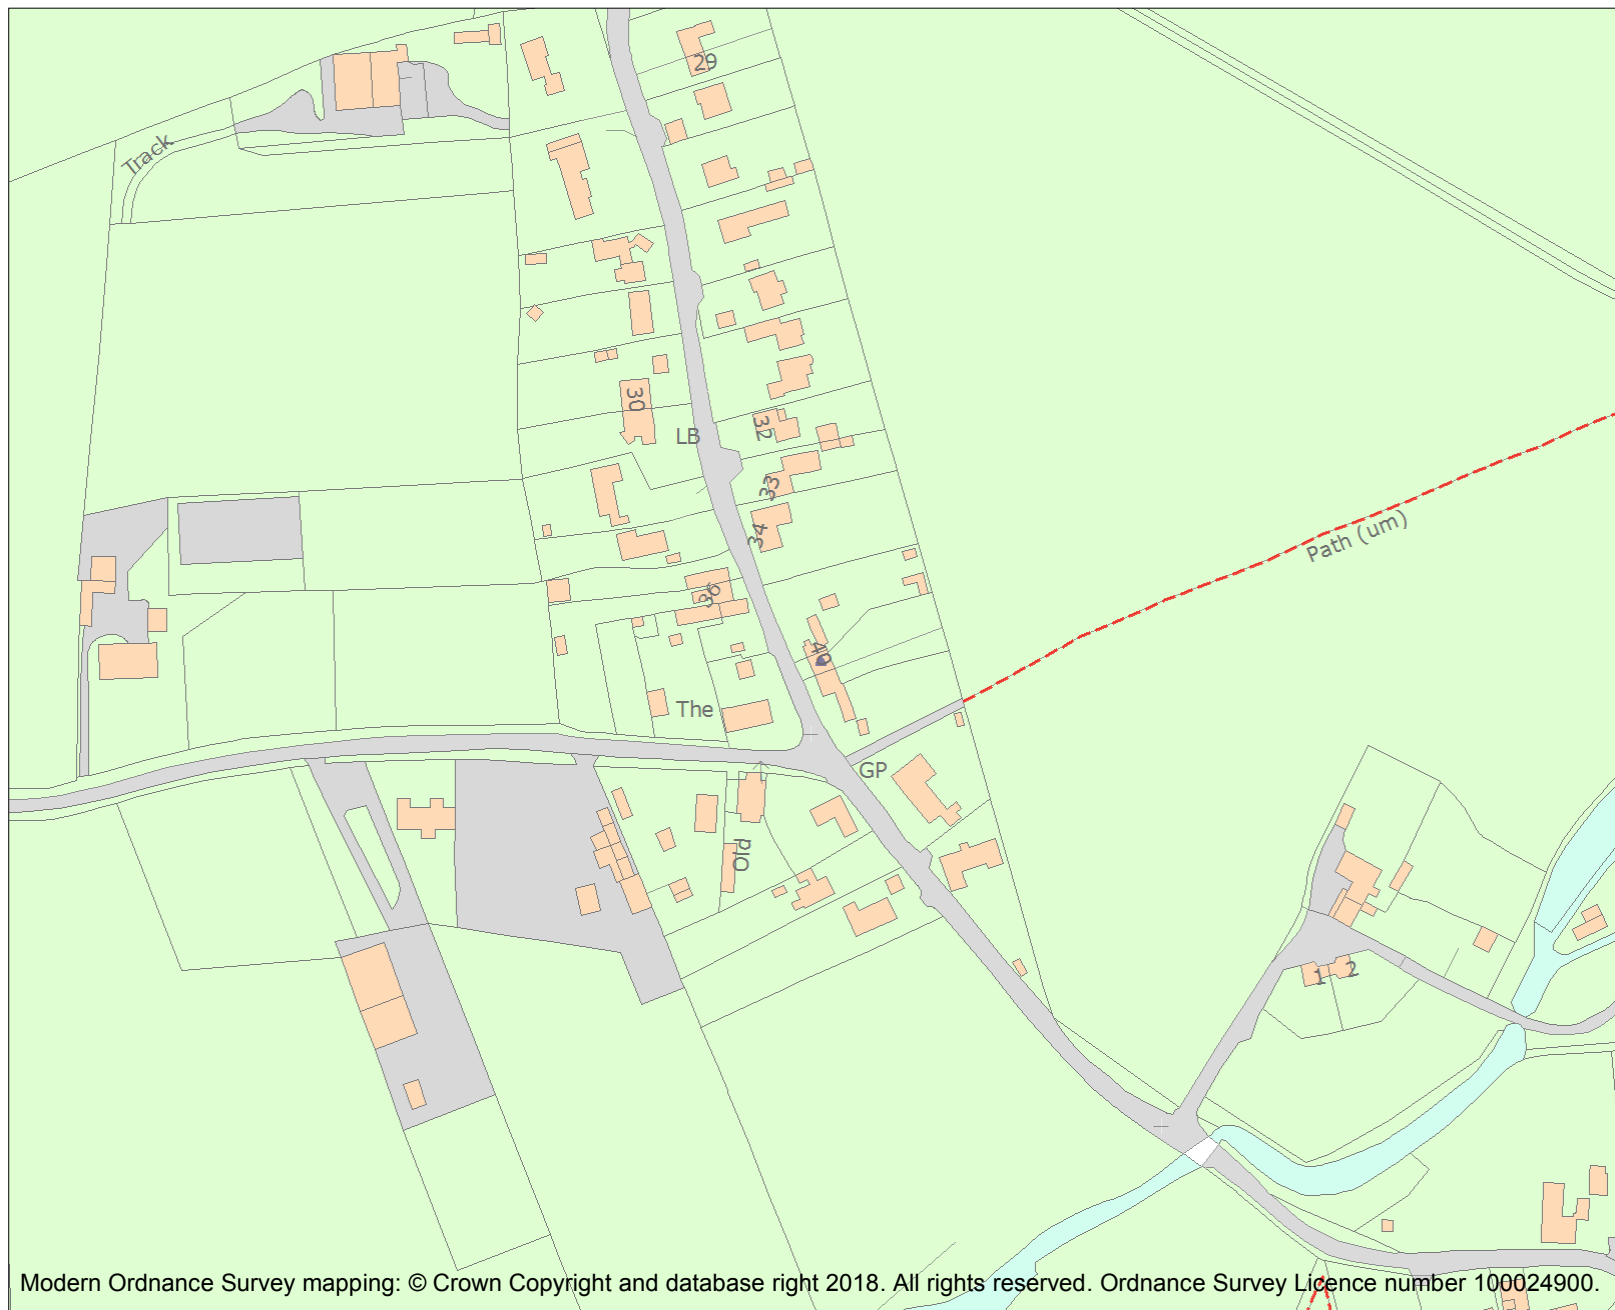 29
Track
30
LB
32
33
34
36
40
Path (um)
The
GP
Old
1
2
Modern Ordnance Survey mapping: © Crown Copyright and database right 2018. All rights reserved. Ordnance Survey Licence number 100024900.